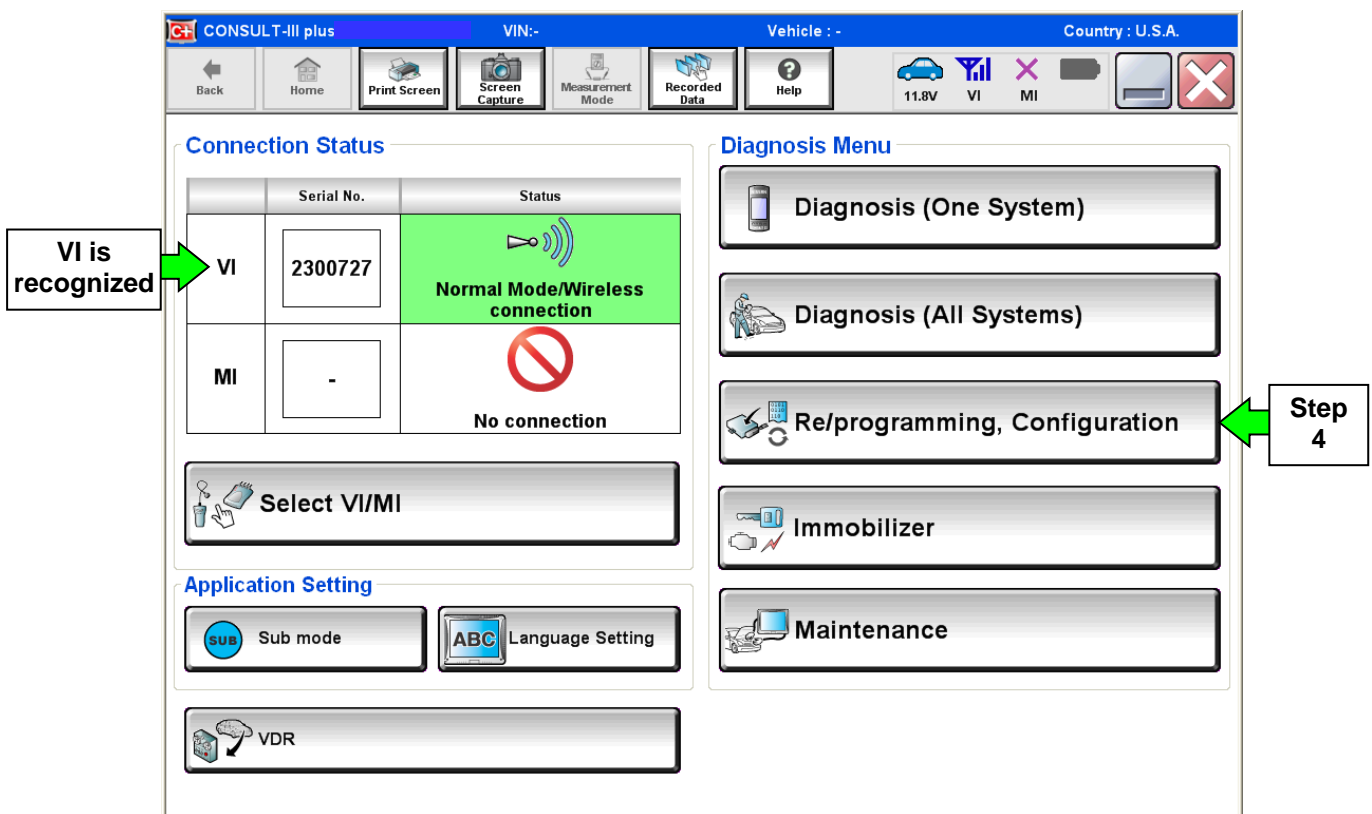 C+ CONSULT-III plus VIN:- Vehicle : - Country : U.S.A.
Back
Home
Print Screen
Screen
Capture
Measurement
Mode
Recorded
Data
Help
11.8V
VI
MI
Connection Status
Serial No.
Status
VI is
recognized
VI
2300727
Normal Mode/Wireless
connection
MI
-
No connection
Select VI/MI
Application Setting
SUB
Sub mode
ABC
Language Setting
VDR
Diagnosis Menu
Diagnosis (One System)
Diagnosis (All Systems)
Re/programming, Configuration
Step
4
Immobilizer
Maintenance